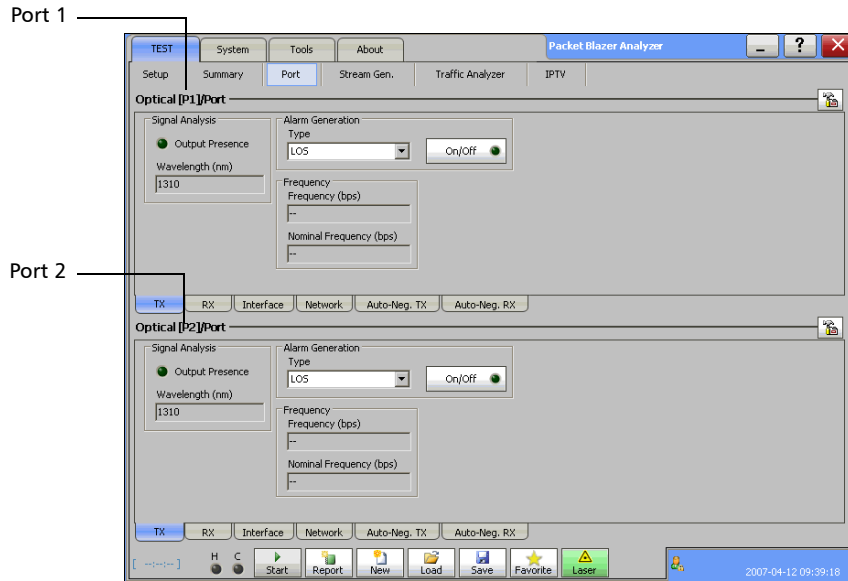 Port 1
TEST System Tools About Packet Blazer Analyzer ?
Setup Summary Port Stream Gen. Traffic Analyzer IPTV
Optical [P1]/Port
Signal Analysis Alarm Generation
Output Presence Type
LOS On/Off
Wavelength (nm)
1310 Frequency
Frequency (bps)
--
Nominal Frequency (bps)
--
Port 2
TX RX Interface Network Auto-Neg. TX Auto-Neg. RX
Optical [P2]/Port
Signal Analysis Alarm Generation
Output Presence Type
LOS On/Off
Wavelength (nm)
1310 Frequency
Frequency (bps)
--
Nominal Frequency (bps)
--
TX RX Interface Network Auto-Neg. TX Auto-Neg. RX
[ --:--:-- ] H C Start Report New Load Save Favorite Laser 2007-04-12 09:39:18